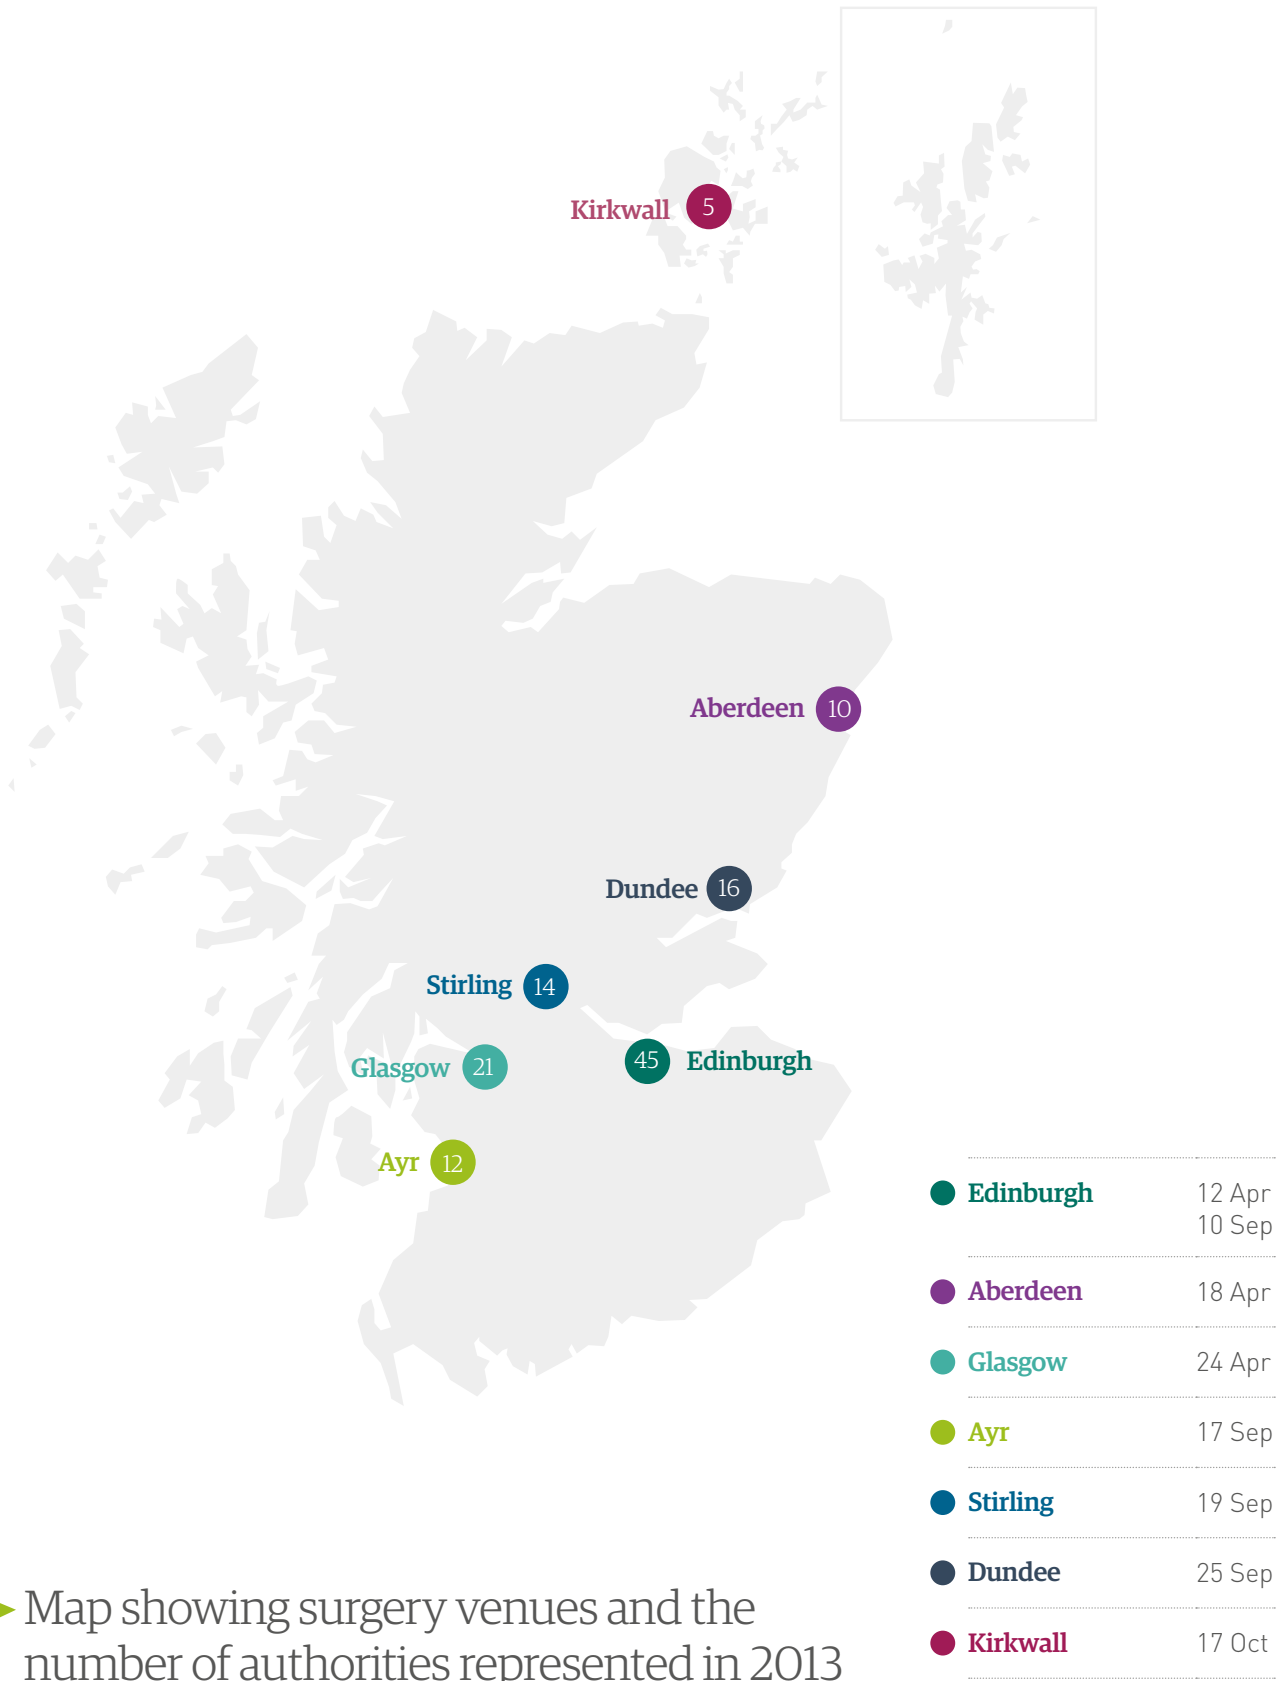 Kirkwall 5
Aberdeen 10
Dundee 16
Stirling 14
Glasgow 21
45 Edinburgh
Ayr 12
Edinburgh 12 Apr
10 Sep
Aberdeen 18 Apr
Glasgow 24 Apr
Ayr 17 Sep
Stirling 19 Sep
Dundee 25 Sep
Kirkwall 17 Oct
Map showing surgery venues and the
number of authorities represented in 2013